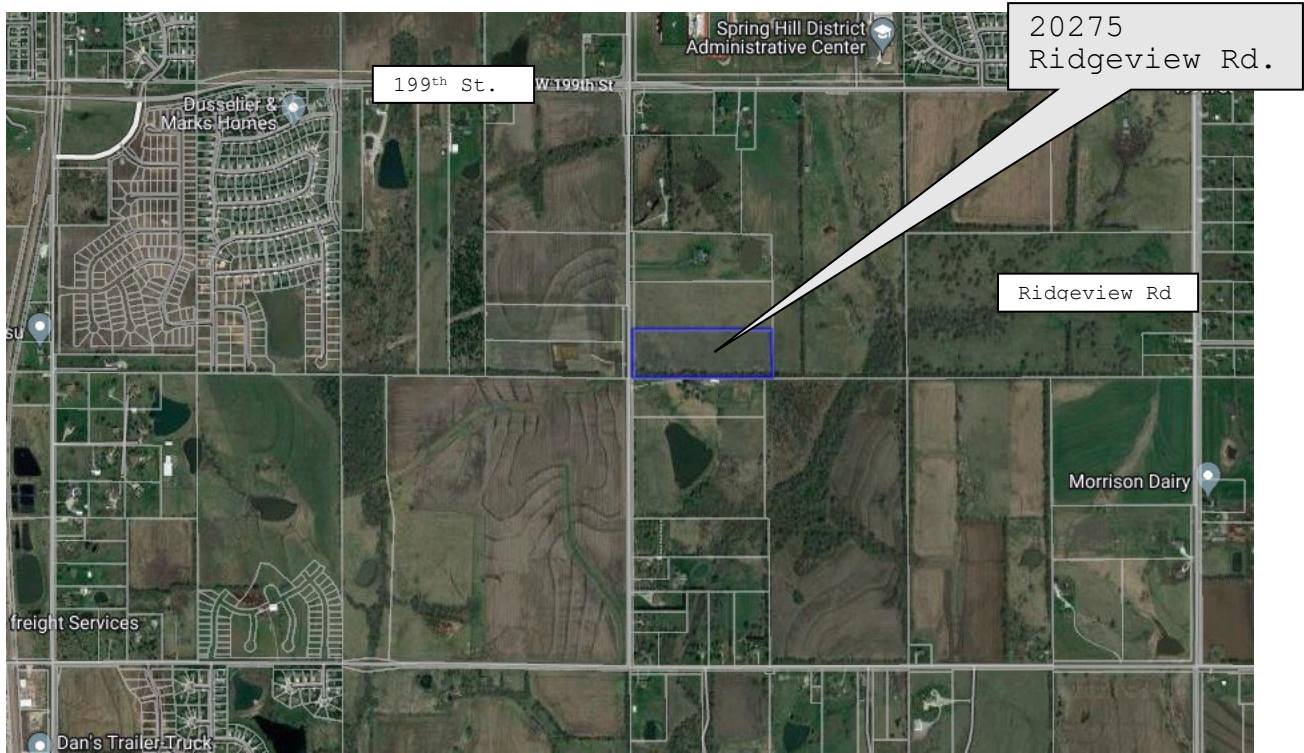 Spring Hill District
Administrative Center
20275
Ridgeview Rd.
199th St.
W 199th St
Dusselier &
Marks Homes
Ridgeview Rd
su
Morrison Dairy
freight Services
Dan's Trailer-Truck